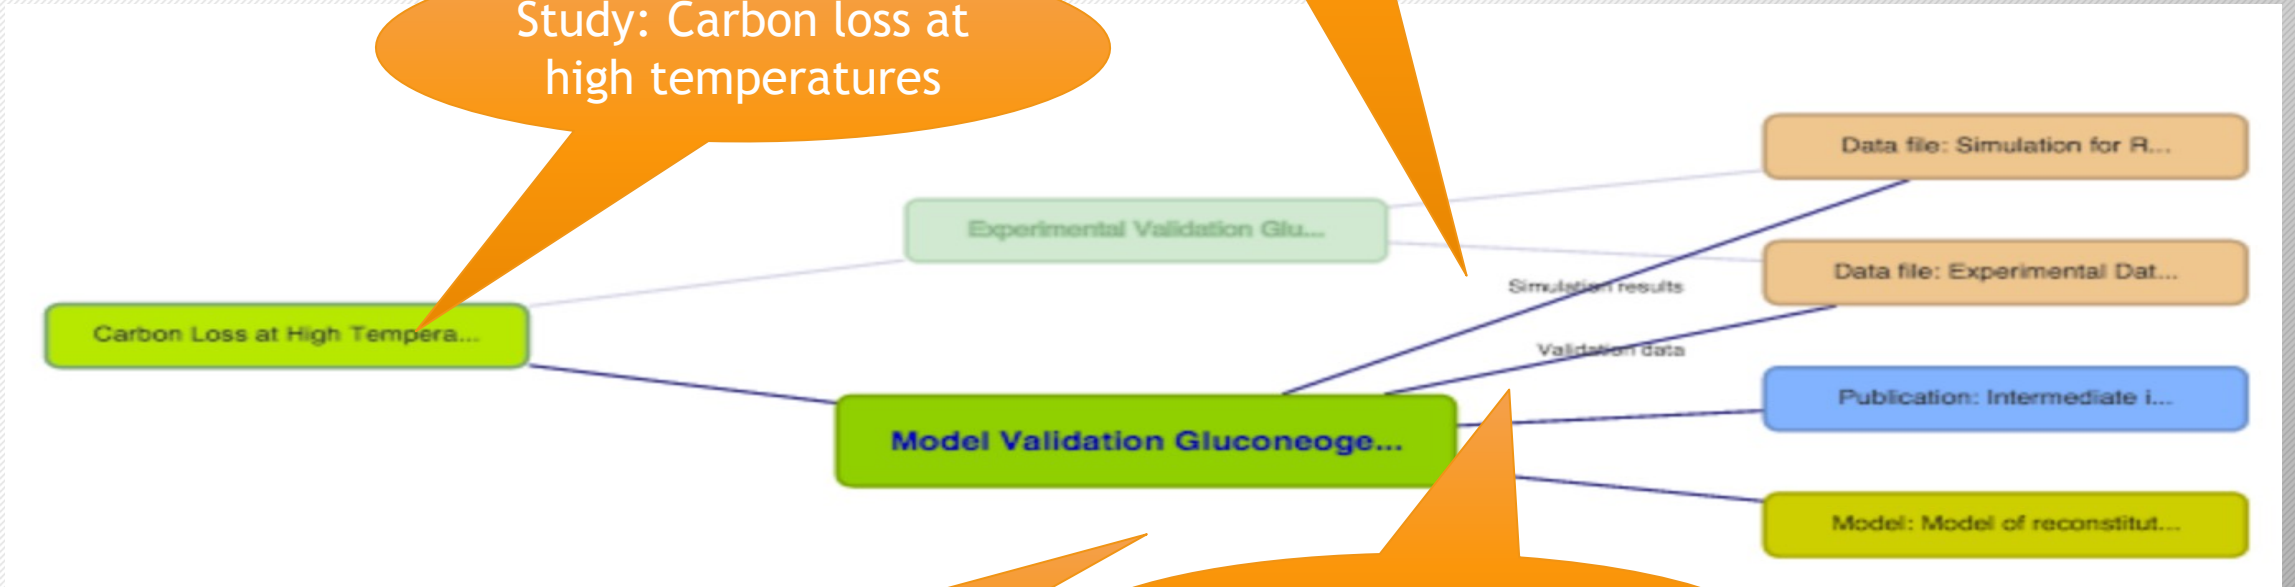 Study: Carbon loss at
high temperatures
Data file: Simulation for R...
Experimental Validation Glu...
Data file: Experimental Dat...
Simulation results
Carbon Loss at High Tempera...
Validation data
Publication: Intermediate i...
Model Validation Gluconeoge...
Model: Model of reconstitut...